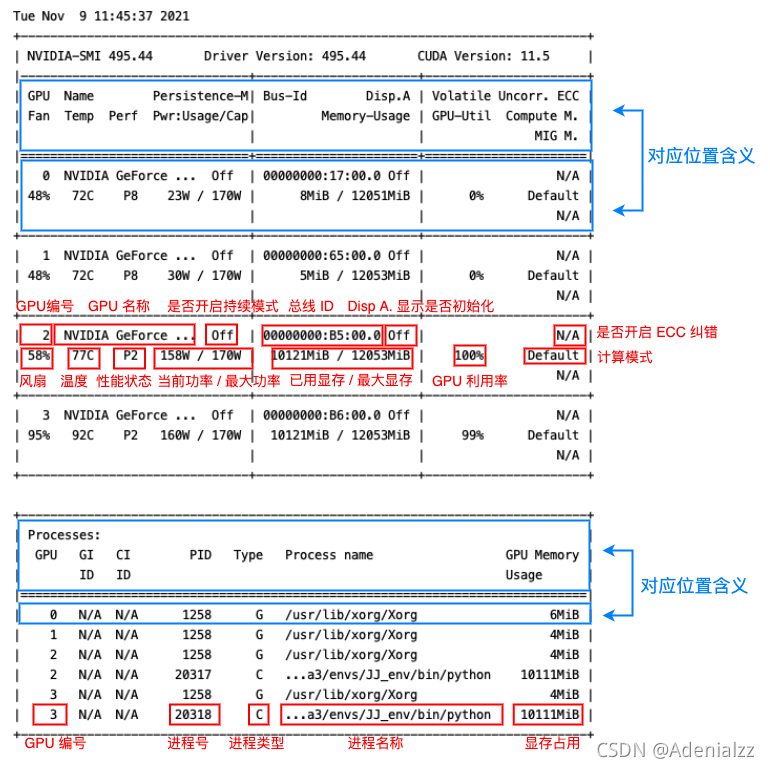 Tue Nov  9 11:45:37 2021
NVIDIA-SMI 495.44 Driver Version: 495.44 CUDA Version: 11.5
GPU Name Persistence-M| Bus-Id Disp.A | Volatile Uncorr. ECC
Fan Temp Perf Pwr:Usage/Cap| Memory-Usage | GPU-Util Compute M.
MIG M.
对应位置含义
0 NVIDIA GeForce ... Off | 00000000:17:00.0 Off | N/A
48% 72C P8 23W / 170W | 8MiB / 12051MiB | 0% Default
N/A
1 NVIDIA GeForce ... Off | 00000000:65:00.0 Off | N/A
48% 72C P8 30W / 170W | 5MiB / 12053MiB | 0% Default
N/A
GPU编号 GPU 名称 是否开启持续模式 总线 ID Disp A. 显示是否初始化
2 NVIDIA GeForce ... Off | 00000000:B5:00.0 Off | N/A 是否开启 ECC 纠错
58% 77C P2 158W / 170W | 10121MiB / 12053MiB | 100% Default 计算模式
N/A
风扇 温度 性能状态 当前功率 / 最大功率 已用显存 / 最大显存 GPU 利用率
3 NVIDIA GeForce ... Off | 00000000:B6:00.0 Off | N/A
95% 92C P2 160W / 170W | 10121MiB / 12053MiB | 99% Default
N/A
Processes:
GPU GI CI PID Type Process name GPU Memory
ID ID Usage
对应位置含义
0 N/A N/A 1258 G /usr/lib/xorg/Xorg 6MiB
1 N/A N/A 1258 G /usr/lib/xorg/Xorg 4MiB
2 N/A N/A 1258 G /usr/lib/xorg/Xorg 4MiB
2 N/A N/A 20317 C ...a3/envs/JJ_env/bin/python 10111MiB
3 N/A N/A 1258 G /usr/lib/xorg/Xorg 4MiB
3 N/A N/A 20318 C ...a3/envs/JJ_env/bin/python 10111MiB
GPU 编号 进程号 进程类型 进程名称 显存占用
CSDN @Adenialzz